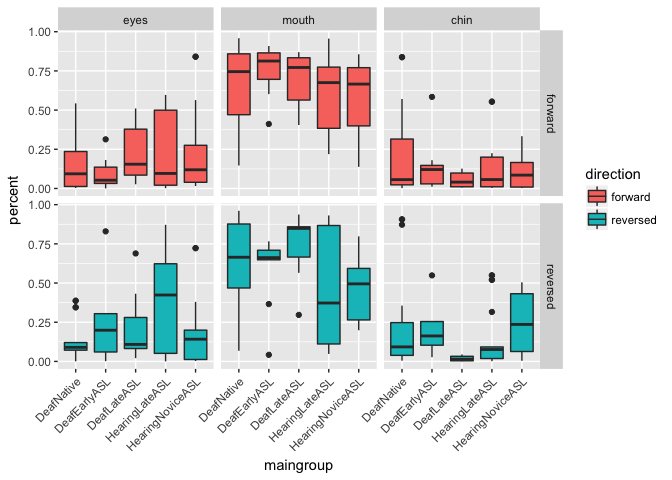 eyes mouth chin
1.00
0.75
0.50
0.25
0.00
forward
1.00
0.75
0.50
0.25
0.00
reversed
percent
DeafNative DeafEarlyASL DeafLateASL HearingLateASL HearingNoviceASL DeafNative DeafEarlyASL DeafLateASL HearingLateASL HearingNoviceASL DeafNative DeafEarlyASL DeafLateASL HearingLateASL HearingNoviceASL
maingroup
direction
forward
reversed